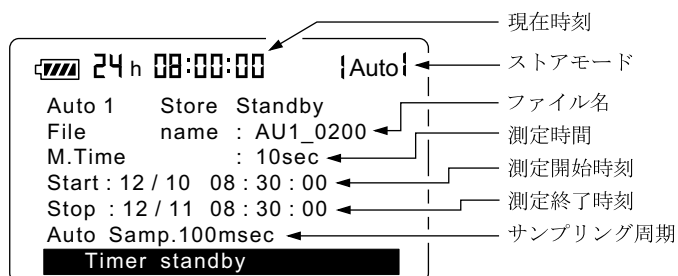 現在時刻
24 h 08:00:00 Auto ストアモード
Auto 1 Store Standby
File name : AU1_0200 ファイル名
M.Time : 10sec 測定時間
Start : 12 / 10 08 : 30 : 00 測定開始時刻
Stop : 12 / 11 08 : 30 : 00 測定終了時刻
Auto Samp.100msec サンプリング周期
Timer standby